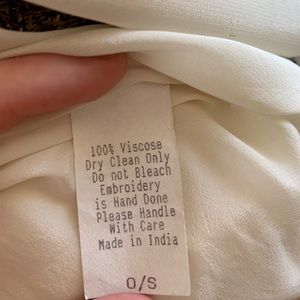 100% Viscose
Dry Clean Only
Do not Bleach
Embroidery
is Hand Done
Please Handle
With Care
Made in India
O/S